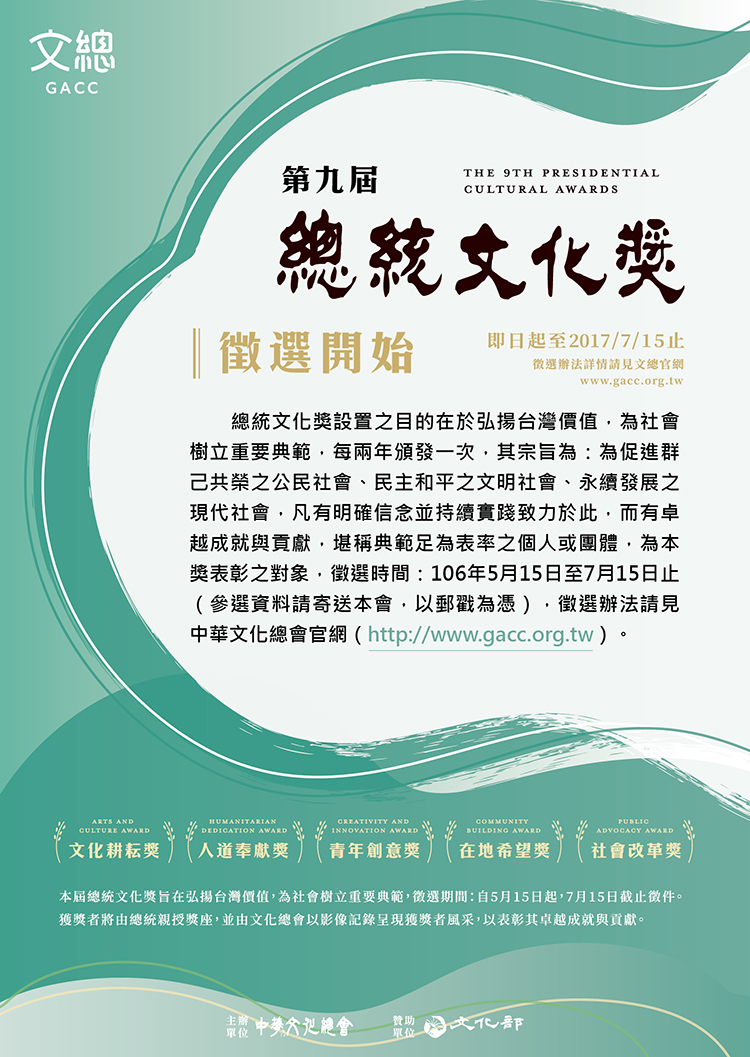 文總
GACC
第九屆
THE 9TH PRESIDENTIAL
CULTURAL AWARDS
總統文化獎
徵選開始
即日起至2017/7/15止
徵選辦法詳情請見文總官網
www.gacc.org.tw
總統文化獎設置之目的在於弘揚台灣價值，為社會
樹立重要典範，每兩年頒發一次，其宗旨為：為促進群
己共榮之公民社會、民主和平之文明社會、永續發展之
現代社會，凡有明確信念並持續實踐致力於此，而有卓
越成就與貢獻，堪稱典範足為表率之個人或團體，為本
獎表彰之對象，徵選時間：106年5月15日至7月15日止
（參選資料請寄送本會，以郵戳為憑），徵選辦法請見
中華文化總會官網（http://www.gacc.org.tw）。
ARTS AND
CULTURE AWARD
文化耕耘獎
HUMANITARIAN
DEDICATION AWARD
人道奉獻獎
CREATIVITY AND
INNOVATION AWARD
青年創意獎
COMMUNITY
BUILDING AWARD
在地希望獎
PUBLIC
ADVOCACY AWARD
社會改革獎
本屆總統文化獎旨在弘揚台灣價值，為社會樹立重要典範，徵選期間：自5月15日起，7月15日截止徵件。
獲獎者將由總統親授獎座，並由文化總會以影像記錄呈現獲獎者風采，以表彰其卓越成就與貢獻。
主辦單位 中華文化總會
贊助單位 文化部